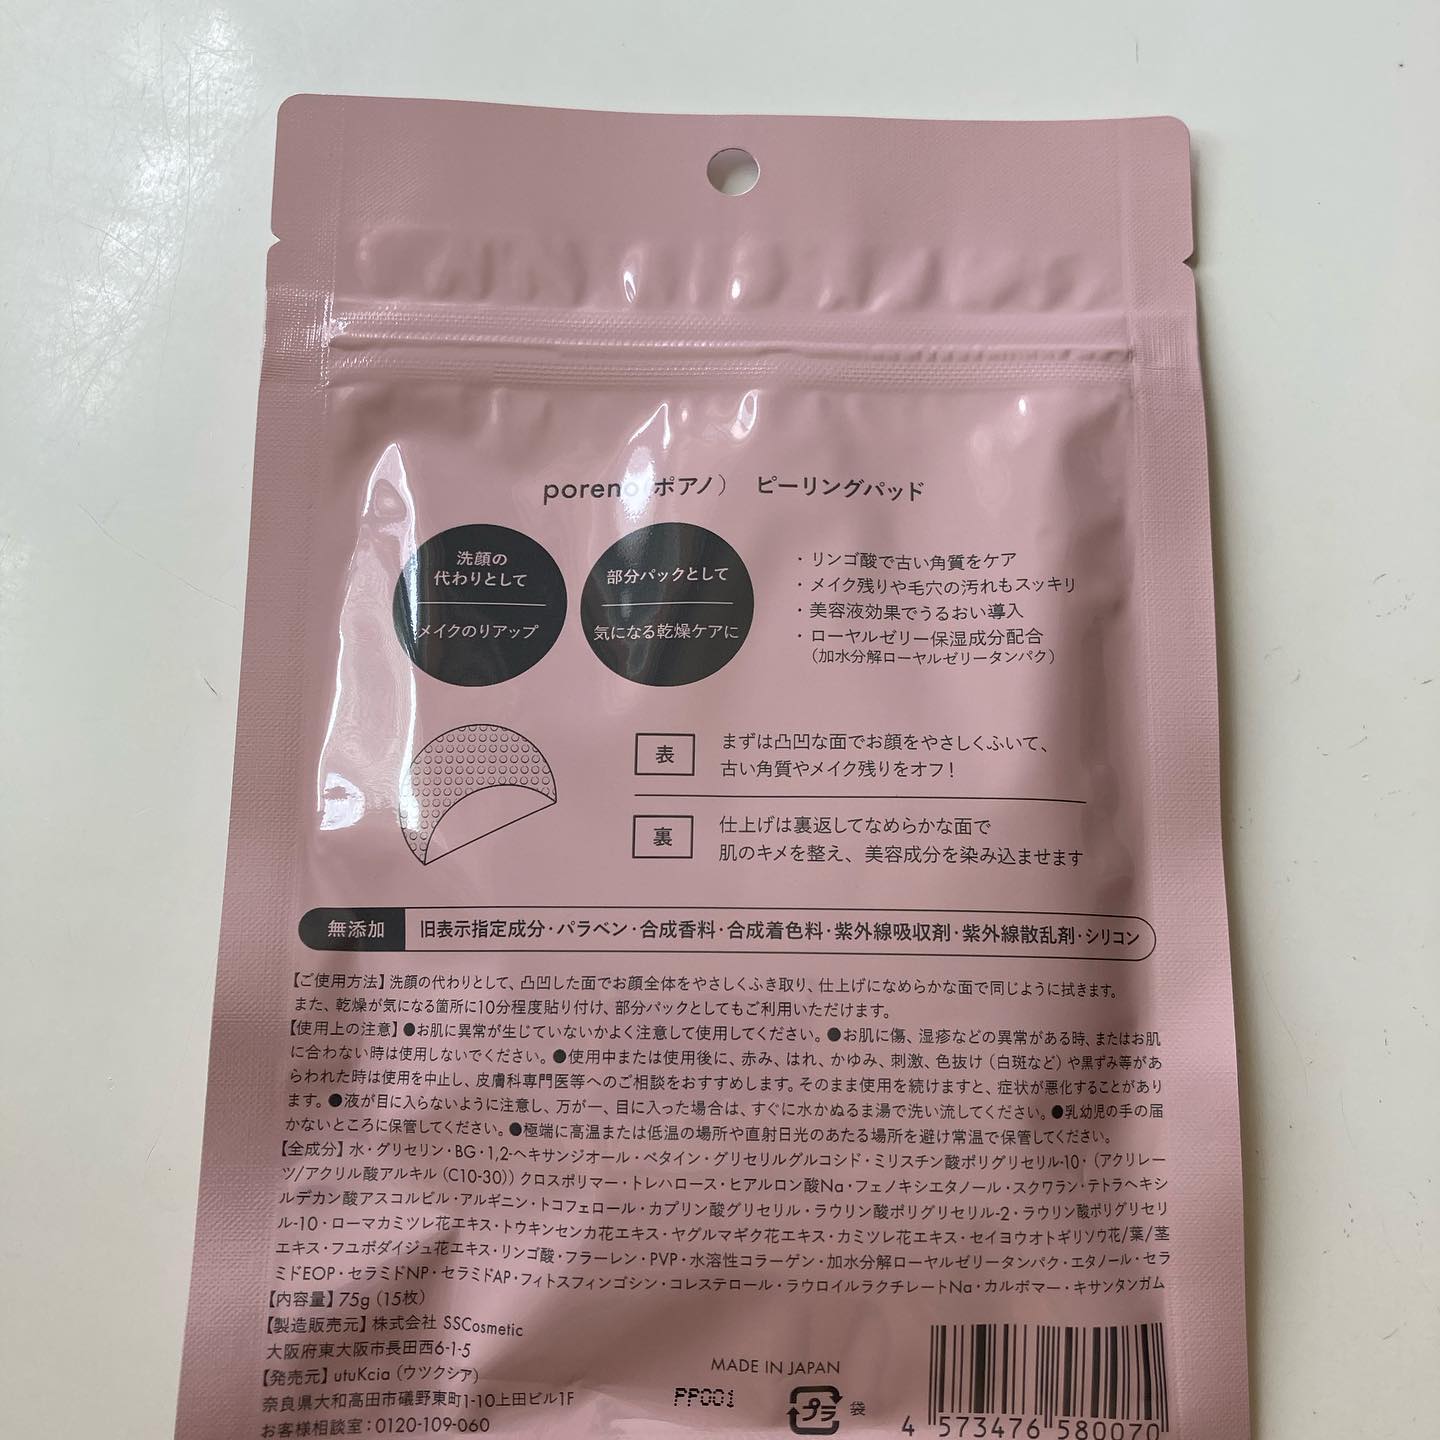 poreno(ポアノ) ピーリングパッド
洗顔の
代わりとして
メイクのりアップ
部分パックとして
気になる乾燥ケアに
・リンゴ酸で古い角質をケア
・メイク残りや毛穴の汚れもスッキリ
・美容液効果でうるおい導入
・ローヤルゼリー保湿成分配合
（加水分解ローヤルゼリータンパク）
表
まずは凸凹な面でお顔をやさしくふいて、
古い角質やメイク残りをオフ！
裏
仕上げは裏返してなめらかな面で
肌のキメを整え、美容成分を染み込ませます
無添加 旧表示指定成分・パラベン・合成香料・合成着色料・紫外線吸収剤・紫外線散乱剤・シリコン
【ご使用方法】洗顔の代わりとして、凸凹した面でお顔全体をやさしくふき取り、仕上げになめらかな面で同じように拭きます。
また、乾燥が気になる箇所に10分程度貼り付け、部分パックとしてもご利用いただけます。
【使用上の注意】●お肌に異常が生じていないかよく注意して使用してください。●お肌に傷、湿疹などの異常がある時、またはお肌
に合わない時は使用しないでください。●使用中または使用後に、赤み、はれ、かゆみ、刺激、色抜け（白斑など）や黒ずみ等があ
らわれた時は使用を中止し、皮膚科専門医等へのご相談をおすすめします。そのまま使用を続けますと、症状が悪化することがあり
ます。●液が目に入らないように注意し、万が一、目に入った場合は、すぐに水かぬるま湯で洗い流してください。●乳幼児の手の届
かないところに保管してください。●極端に高温または低温の場所や直射日光のあたる場所を避け常温で保管してください。
【全成分】水・グリセリン・BG・1,2-ヘキサンジオール・ベタイン・グリセリルグルコシド・ミリスチン酸ポリグリセリル-10・（アクリレー
ツ/アクリル酸アルキル（C10-30））クロスポリマー・トレハロース・ヒアルロン酸Na・フェノキシエタノール・スクワラン・テトラヘキシ
ルデカン酸アスコルビル・アルギニン・トコフェロール・カプリン酸グリセリル・ラウリン酸ポリグリセリル-2・ラウリン酸ポリグリセリ
ル-10・ローマカミツレ花エキス・トウキンセンカ花エキス・ヤグルマギク花エキス・カミツレ花エキス・セイヨウオトギリソウ花/葉/茎
エキス・フユボダイジュ花エキス・リンゴ酸・フラーレン・PVP・水溶性コラーゲン・加水分解ローヤルゼリータンパク・エタノール・セラ
ミドEOP・セラミドNP・セラミドAP・フィトスフィンゴシン・コレステロール・ラウロイルラクチレートNa・カルボマー・キサンタンガム
【内容量】75g（15枚）
【製造販売元】株式会社 SSCosmetic
大阪府東大阪市長田西6-1-5
【発売元】utuKcia（ウツクシア）
奈良県大和高田市礒野東町1-10上田ビル1F
お客様相談室：0120-109-060
MADE IN JAPAN
PP001
プラ 袋
4 573476 580070